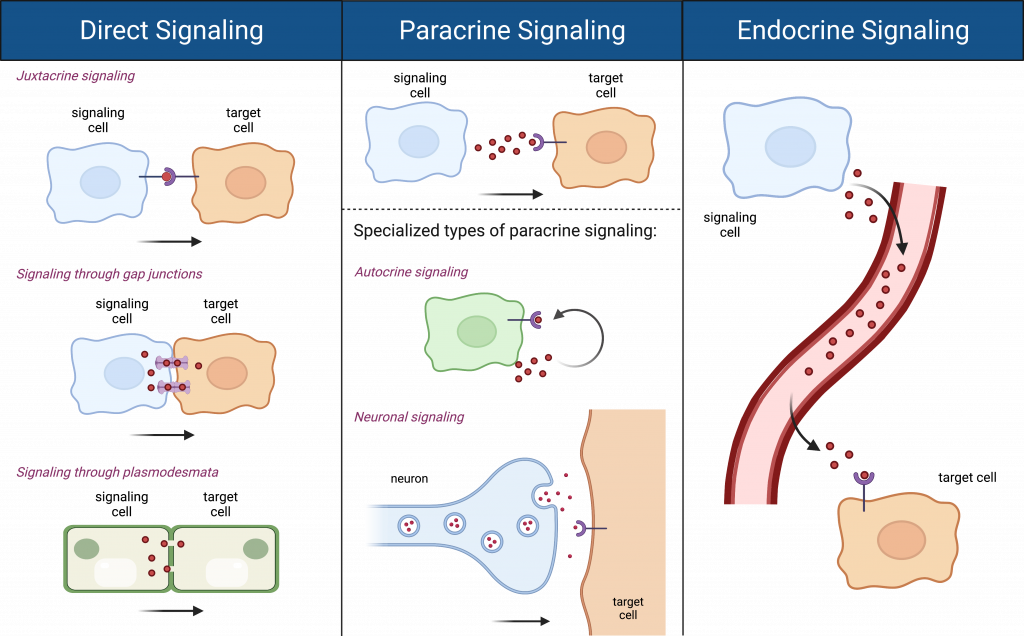 Direct Signaling
Juxtacrine signaling
signaling
cell
target
cell
Signaling through gap junctions
signaling
cell
target
cell
Signaling through plasmodesmata
signaling
cell
target
cell
Paracrine Signaling
signaling
cell
target
cell
Specialized types of paracrine signaling:
Autocrine signaling
Neuronal signaling
neuron
target
cell
Endocrine Signaling
signaling
cell
target cell